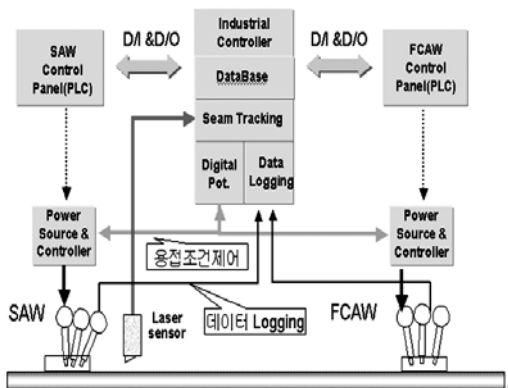 SAW
Control
Panel(PLC)
D/I &D/O
Industrial
Controller
DataBase
Seam Tracking
Digital
Pot.
Data
Logging
D/I &D/O
FCAW
Control
Panel(PLC)
Power
Source &
Controller
Power
Source &
Controller
용접조건제어
SAW
Laser
sensor
데이터 Logging
FCAW